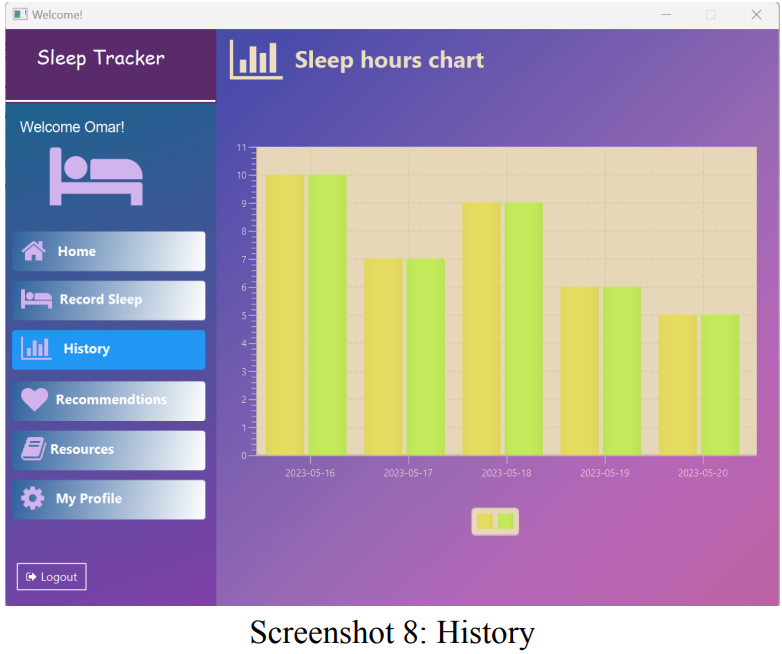 Welcome!
Sleep Tracker
Welcome Omar!
Home
Record Sleep
History
Recommendtions
Resources
My Profile
Logout
Sleep hours chart
11
10
9
8
7
6
5
4
3
2
1
0
2023-05-16 2023-05-17 2023-05-18 2023-05-19 2023-05-20
Screenshot 8: History